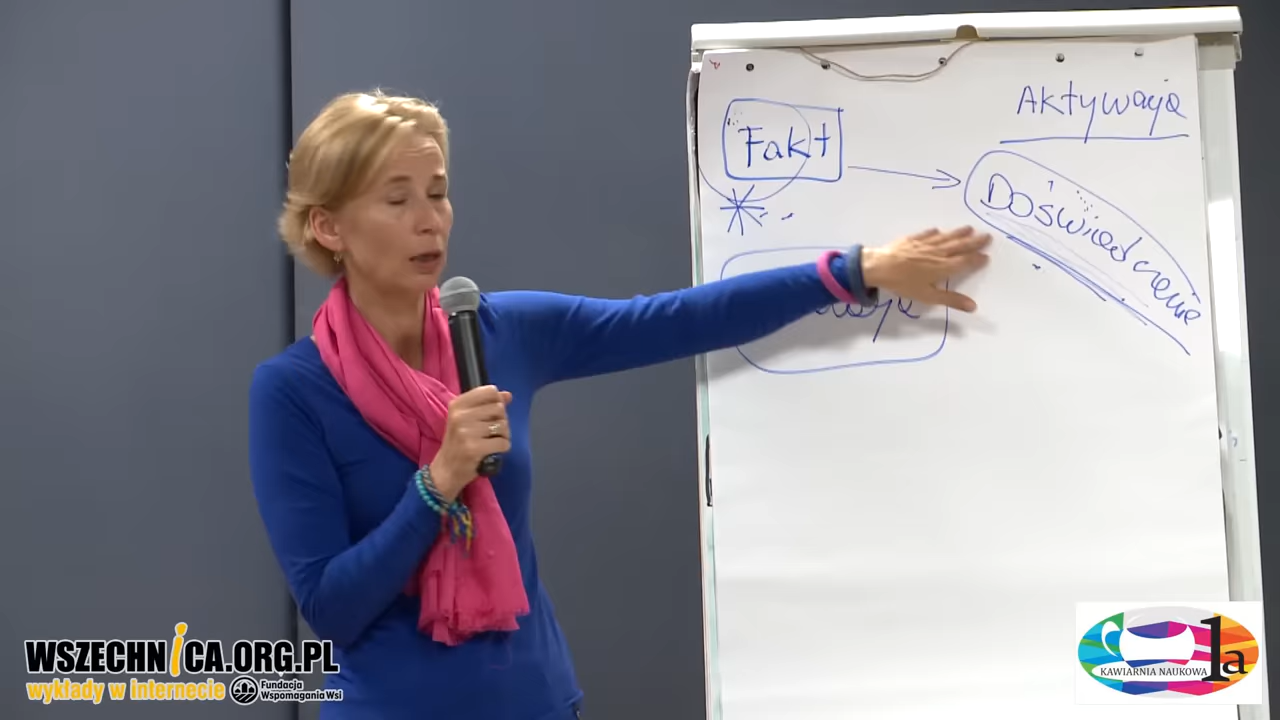 Aktywacja
Fakt
Doświadczenie
WSZECHNICA.ORG.PL
wykłady w internecie
Fundacja
Wspomagania Wsi
1a
KAWIARNIA NAUKOWA